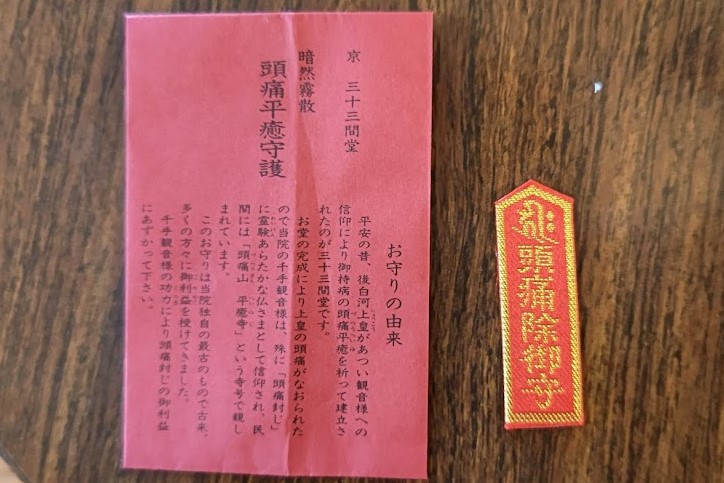 お守りの由来
平安の昔、後白河上皇があつい観音様への
信仰により御持病の頭痛平癒を祈って建立さ
れたのが三十三間堂です。
お堂の完成により上皇の頭痛がなおられた
ので当院の千手観音様は、殊に「頭痛封じ」
に霊験あらたかな仏さまとして信仰され、民
間には「頭痛山 平癒寺」という寺号で親し
まれています。
このお守りは当院独自の最古のもので古来、
多くの方々に御利益を授けてきました。
千手観音様の功力により頭痛封じの御利益
にあずかって下さい。
京 三十三間堂
暗然霧散
頭痛平癒守護
頭痛除御守